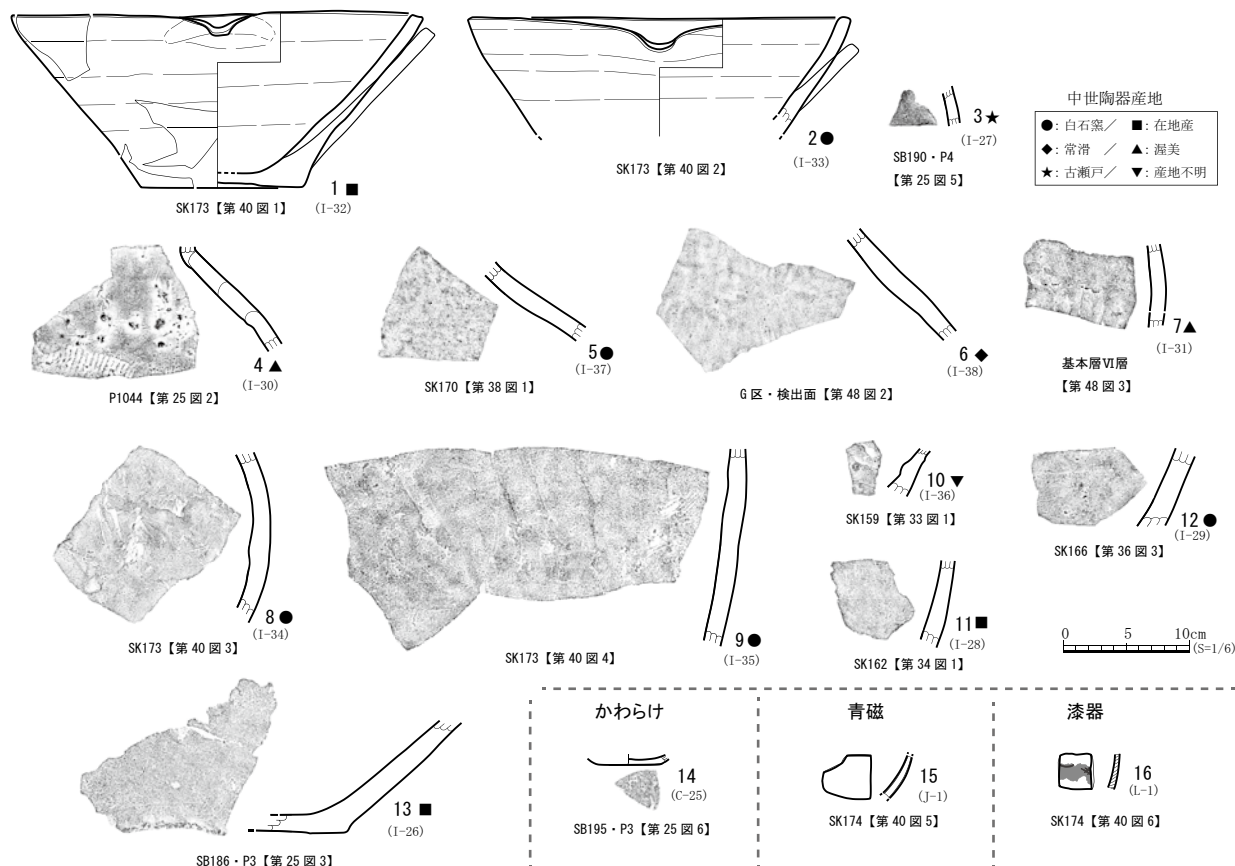 1 ■
(I-32)
SK173【第 40 図 1】
2 ●
(I-33)
SK173【第 40 図 2】
3 ★
(I-27)
SB190・P4
【第 25 図 5】
中世陶器産地
●：白石窯／ ■：在地産
◆：常滑 ／ ▲：渥美
★：古瀬戸／ ▼：産地不明
4 ▲
(I-30)
P1044【第 25 図 2】
5 ●
(I-37)
SK170【第 38 図 1】
6 ◆
(I-38)
G 区・検出面【第 48 図 2】
7 ▲
(I-31)
基本層Ⅵ層
【第 48 図 3】
8 ●
(I-34)
SK173【第 40 図 3】
9 ●
(I-35)
SK173【第 40 図 4】
10 ▼
(I-36)
SK159【第 33 図 1】
11 ■
(I-28)
SK162【第 34 図 1】
12 ●
(I-29)
SK166【第 36 図 3】
0 5 10cm
(S=1/6)
13 ■
(I-26)
SB186・P3【第 25 図 3】
かわらけ
14
(C-25)
SB195・P3【第 25 図 6】
青磁
15
(J-1)
SK174【第 40 図 5】
漆器
16
(L-1)
SK174【第 40 図 6】